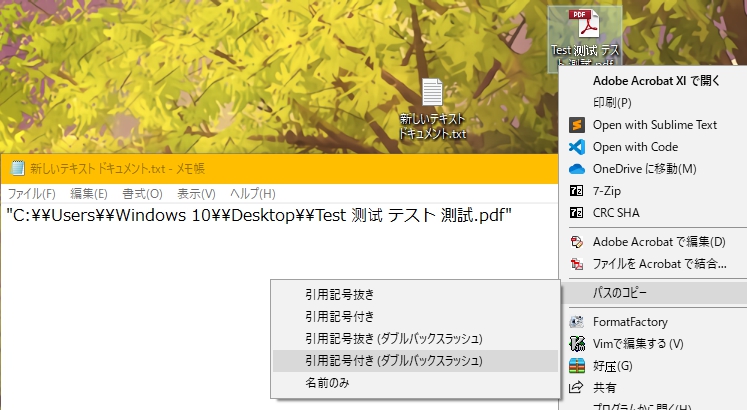 Test 测试 テス
ト 測試.pdf
新しいテキスト
ドキュメント.txt
新しいテキスト ドキュメント.txt - メモ帳
ファイル(F) 編集(E) 書式(O) 表示(V) ヘルプ(H)
"C:¥¥Users¥¥Windows 10¥¥Desktop¥¥Test 测试 テスト 測試.pdf"
Adobe Acrobat XI で開く
印刷(P)
Open with Sublime Text
Open with Code
OneDrive に移動(M)
7-Zip
CRC SHA
Adobe Acrobat で編集(D)
ファイルを Acrobat で結合...
パスのコピー
FormatFactory
Vimで編集する (V)
好压(G)
共有
プログラムから開く(H)
引用記号抜き
引用記号付き
引用記号抜き (ダブルバックスラッシュ)
引用記号付き (ダブルバックスラッシュ)
名前のみ